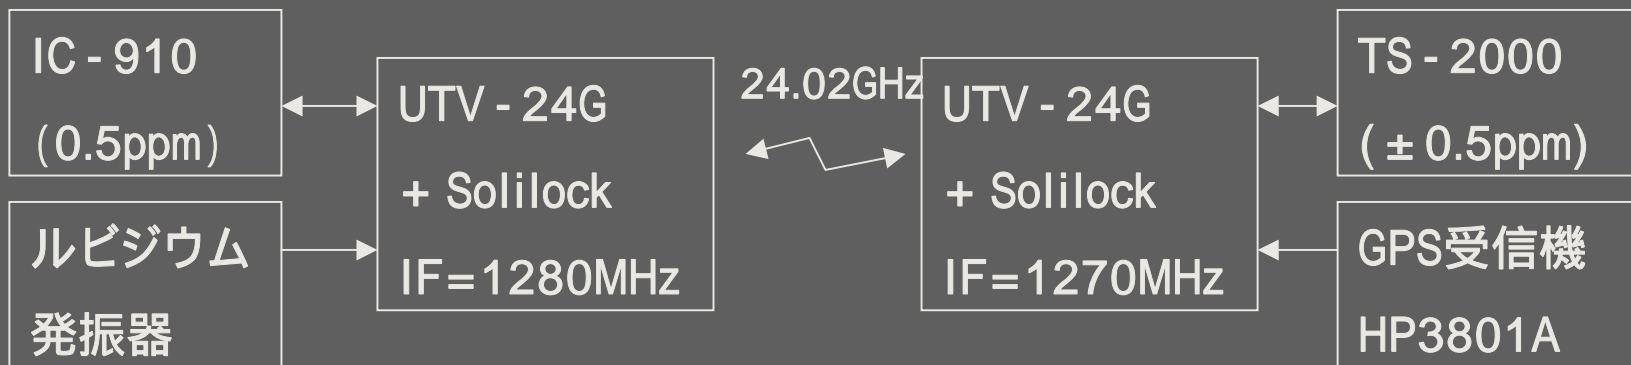 IC-910
(0.5ppm)
ルビジウム
発振器
UTV-24G
+ Solilock
IF=1280MHz
24.02GHz
UTV-24G
+ Solilock
IF=1270MHz
TS-2000
(±0.5ppm)
GPS受信機
HP3801A